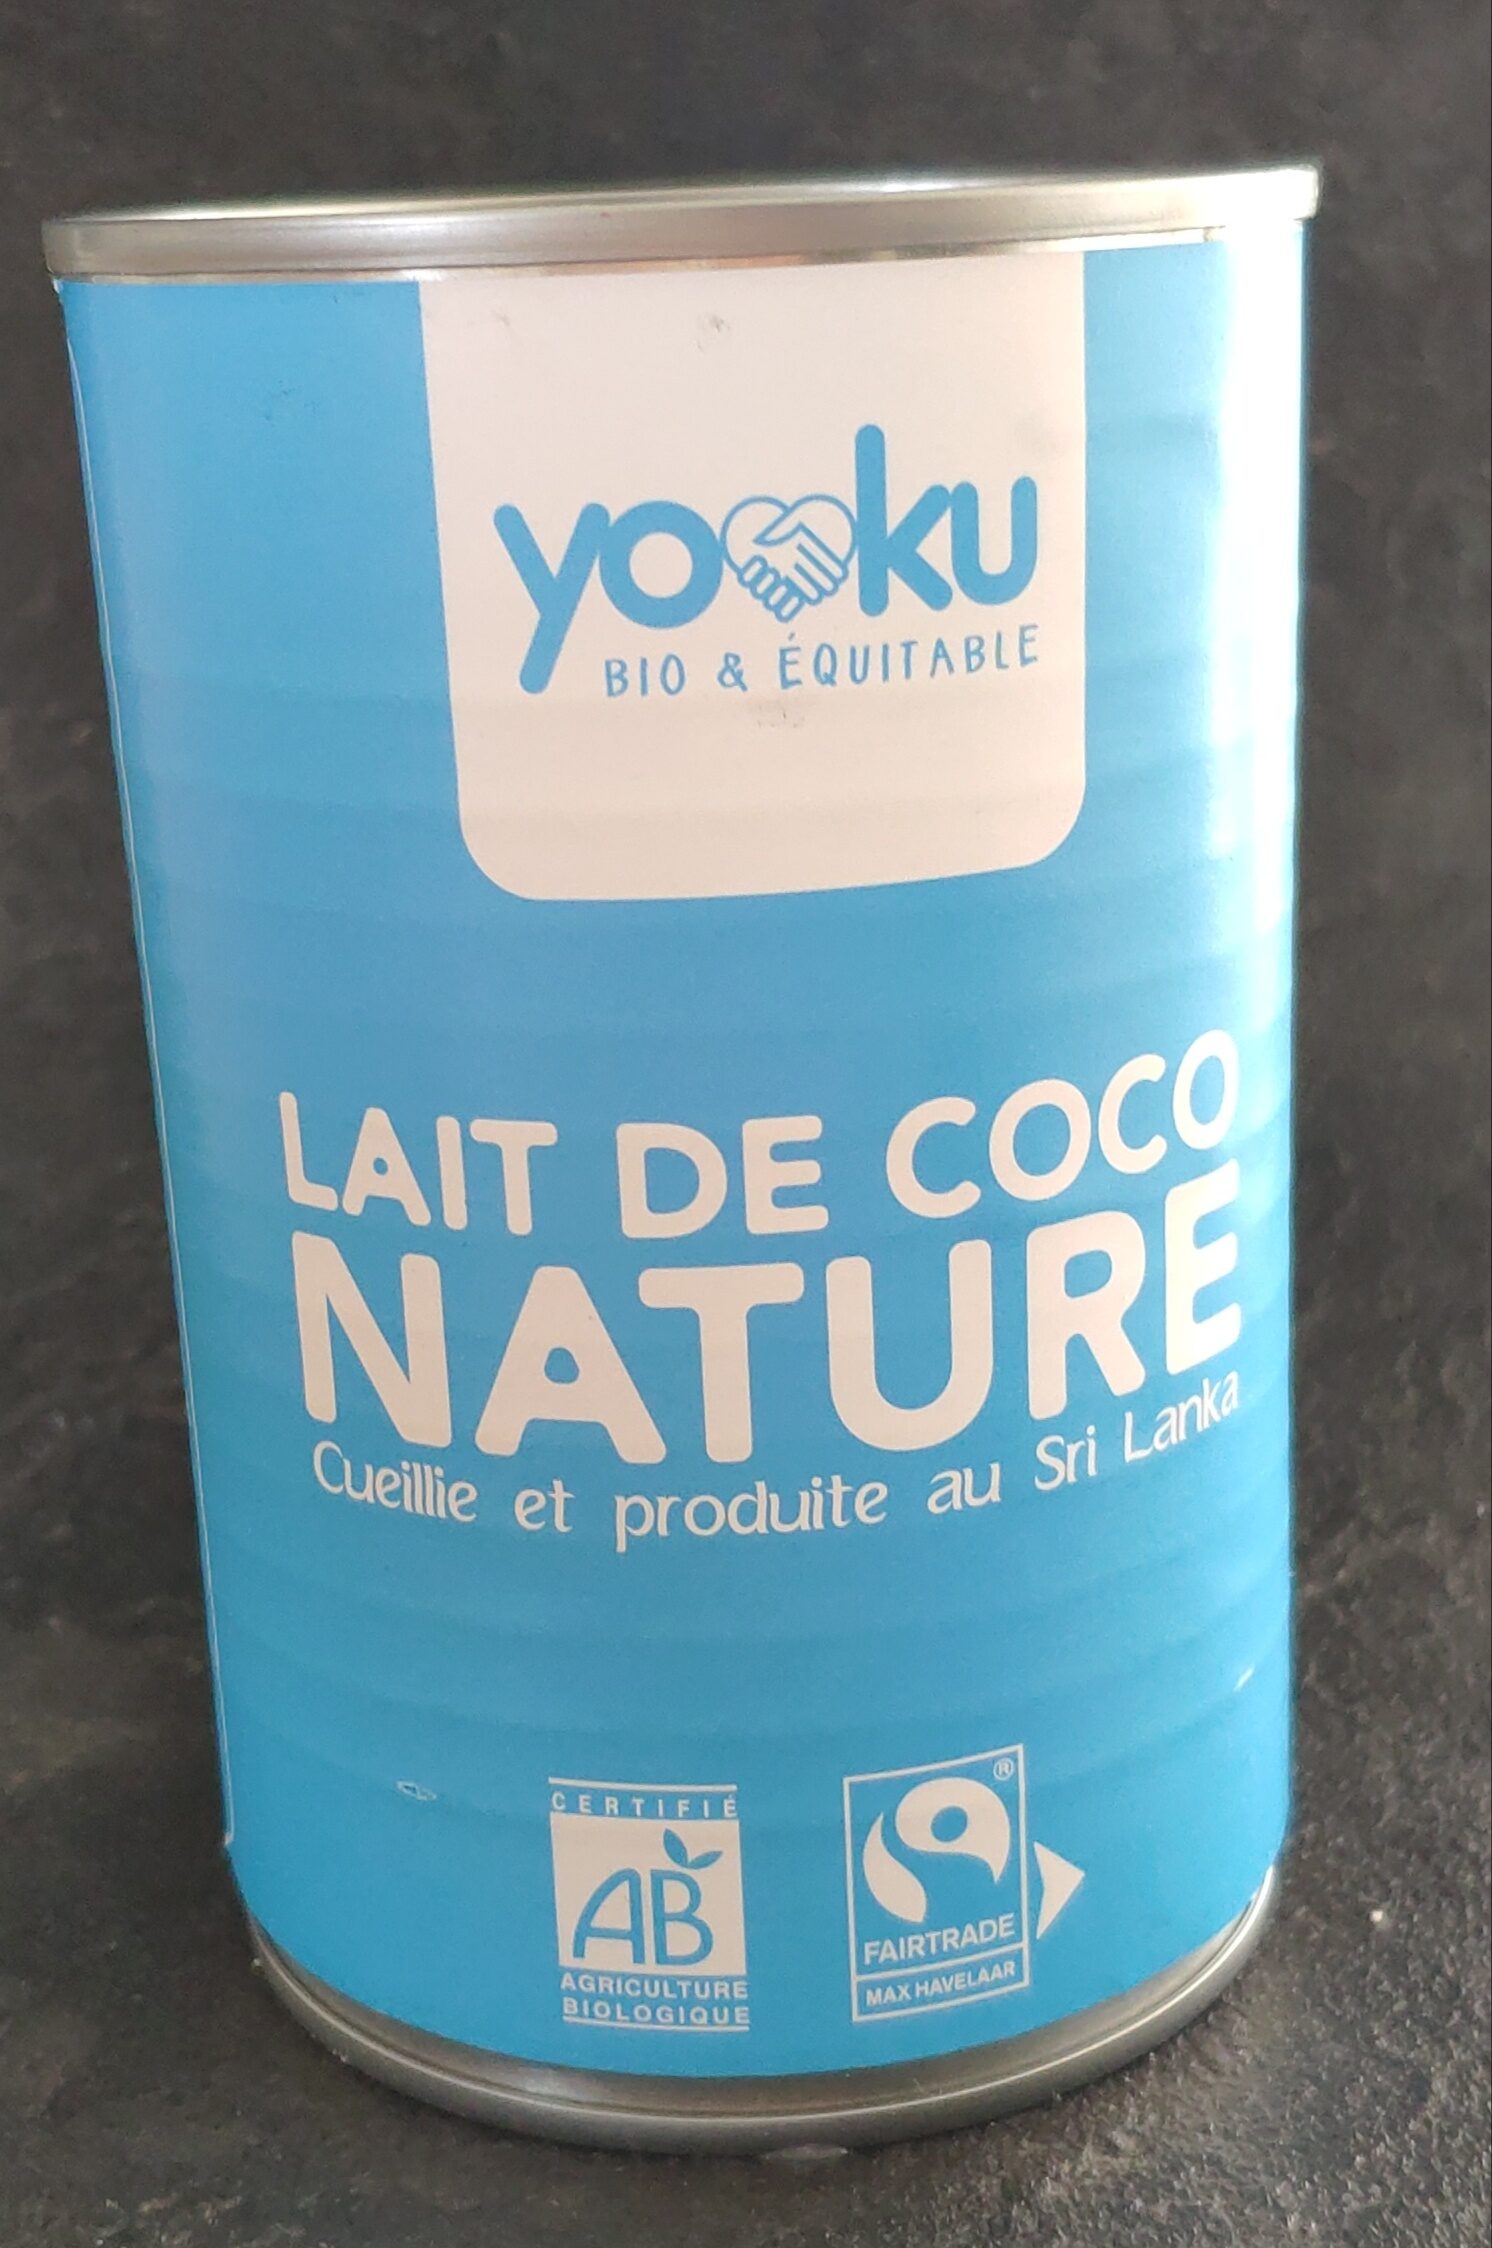 yooku
BIO & ÉQUITABLE
LAIT DE COCO
NATURE
Cueillie et produite au Sri Lanka
CERTIFIÉ
AB
AGRICULTURE
BIOLOGIQUE
®
FAIRTRADE
MAX HAVELAAR